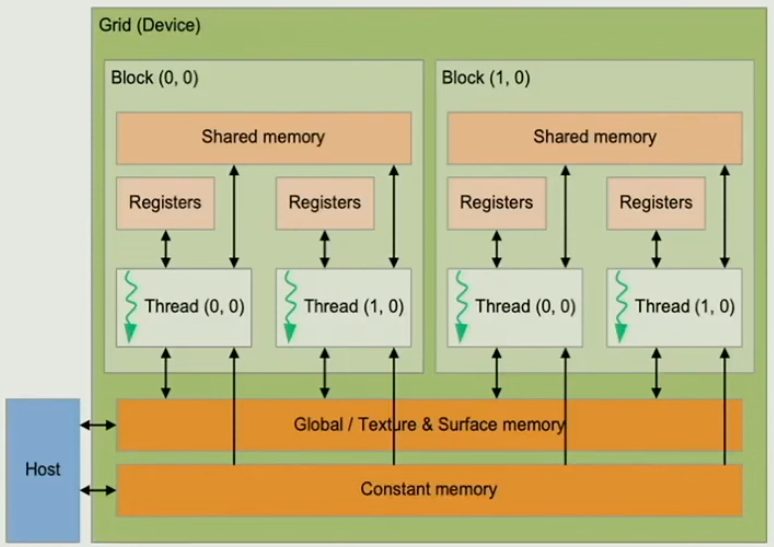 Grid (Device)
Block (0, 0)
Block (1, 0)
Shared memory
Shared memory
Registers
Registers
Registers
Registers
Thread (0, 0)
Thread (1, 0)
Thread (0, 0)
Thread (1, 0)
Global / Texture & Surface memory
Host
Constant memory